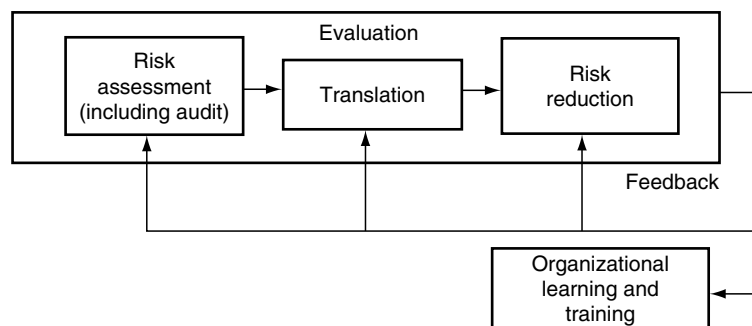 Evaluation
Risk
assessment
(including audit)
Translation
Risk
reduction
Feedback
Organizational
learning and
training